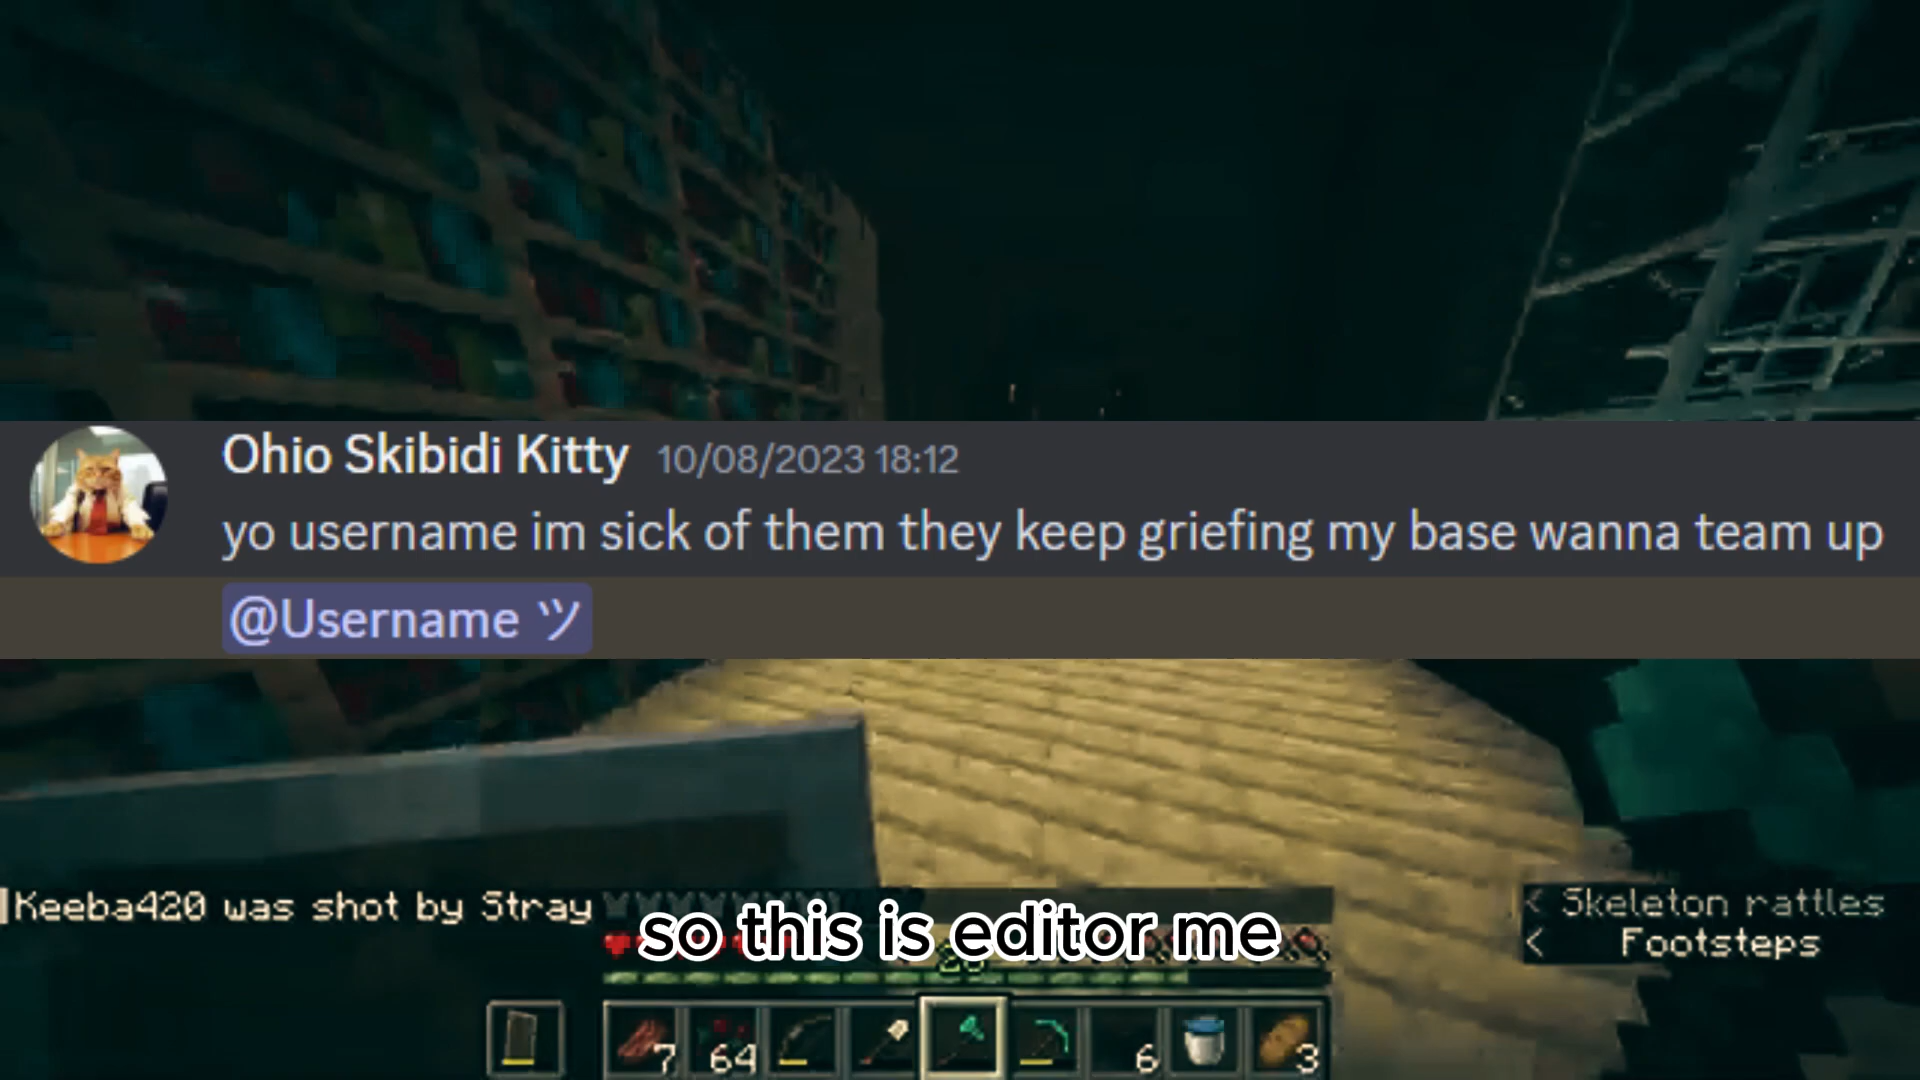 Ohio Skibidi Kitty 10/08/2023 18:12
yo username im sick of them they keep griefing my base wanna team up
@Username ツ
Keeba420 was shot by Stray
< Skeleton rattles
< Footsteps
so this is editor me
7 64 6 3